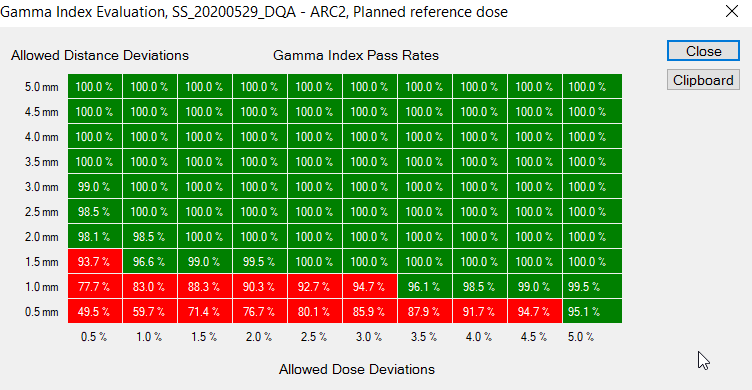 Gamma Index Evaluation, SS_20200529_DQA - ARC2, Planned reference dose
Allowed Distance Deviations Gamma Index Pass Rates Close
Clipboard
5.0 mm 100.0 % 100.0 % 100.0 % 100.0 % 100.0 % 100.0 % 100.0 % 100.0 % 100.0 % 100.0 %
4.5 mm 100.0 % 100.0 % 100.0 % 100.0 % 100.0 % 100.0 % 100.0 % 100.0 % 100.0 % 100.0 %
4.0 mm 100.0 % 100.0 % 100.0 % 100.0 % 100.0 % 100.0 % 100.0 % 100.0 % 100.0 % 100.0 %
3.5 mm 100.0 % 100.0 % 100.0 % 100.0 % 100.0 % 100.0 % 100.0 % 100.0 % 100.0 % 100.0 %
3.0 mm 99.0 % 100.0 % 100.0 % 100.0 % 100.0 % 100.0 % 100.0 % 100.0 % 100.0 % 100.0 %
2.5 mm 98.5 % 100.0 % 100.0 % 100.0 % 100.0 % 100.0 % 100.0 % 100.0 % 100.0 % 100.0 %
2.0 mm 98.1 % 98.5 % 100.0 % 100.0 % 100.0 % 100.0 % 100.0 % 100.0 % 100.0 % 100.0 %
1.5 mm 93.7 % 96.6 % 99.0 % 99.5 % 100.0 % 100.0 % 100.0 % 100.0 % 100.0 % 100.0 %
1.0 mm 77.7 % 83.0 % 88.3 % 90.3 % 92.7 % 94.7 % 96.1 % 98.5 % 99.0 % 99.5 %
0.5 mm 49.5 % 59.7 % 71.4 % 76.7 % 80.1 % 85.9 % 87.9 % 91.7 % 94.7 % 95.1 %
0.5 % 1.0 % 1.5 % 2.0 % 2.5 % 3.0 % 3.5 % 4.0 % 4.5 % 5.0 %
Allowed Dose Deviations